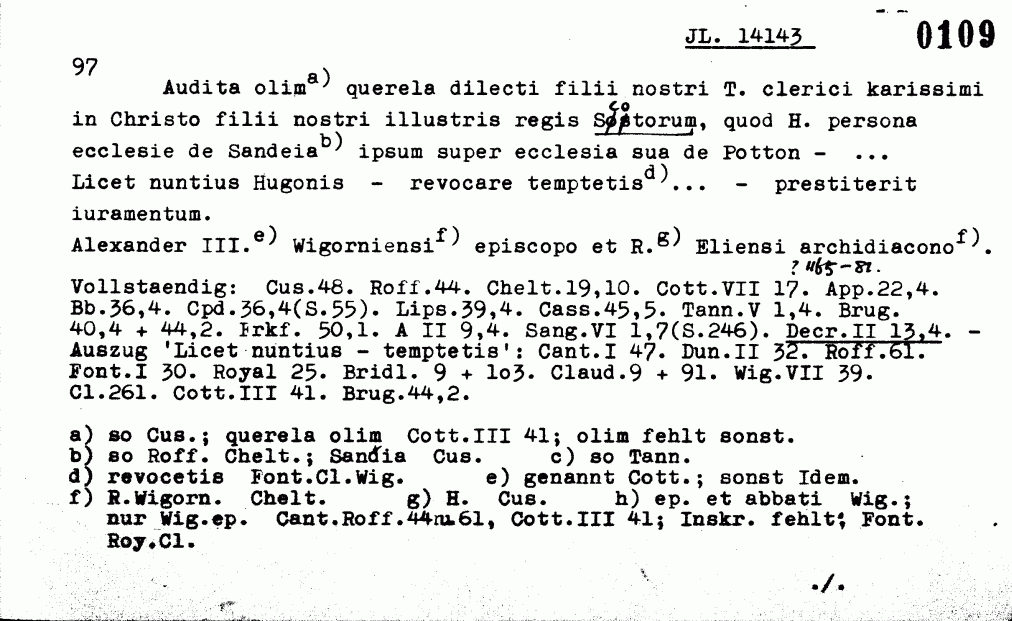 JL. 14143 0109
97
Audita olim a) querela dilecti filii nostri T. clerici karissimi
in Christo filii nostri illustris regis Scotorum, quod H. persona
ecclesie de Sandeia b) ipsum super ecclesia sua de Potton - ...
Licet nuntius Hugonis - revocare temptetis d) ... - prestiterit
iuramentum.
Alexander III. e) Wigorniensi f) episcopo et R. g) Eliensi archidiacono f).
? 1165-81.
Vollstaendig: Cus.48. Roff.44. Chelt.19,10. Cott.VII 17. App.22,4.
Bb.36,4. Cpd.36,4(S.55). Lips.39,4. Cass.45,5. Tann.V 1,4. Brug.
40,4 + 44,2. Frkf. 50,1. A II 9,4. Sang.VI 1,7(S.246). Decr.II 13,4. -
Auszug 'Licet nuntius - temptetis': Cant.I 47. Dun.II 32. Roff.61.
Font.I 30. Royal 25. Bridl. 9 + 1o3. Claud.9 + 91. Wig.VII 39.
Cl.261. Cott.III 41. Brug.44,2.
a) so Cus.; querela olim Cott.III 41; olim fehlt sonst.
b) so Roff. Chelt.; Sandia Cus. c) so Tann.
d) revocetis Font.Cl.Wig. e) genannt Cott.; sonst Idem.
f) R.Wigorn. Chelt. g) H. Cus. h) ep. et abbati Wig.;
nur Wig.ep. Cant.Roff.44 u.61, Cott.III 41; Inskr. fehlt; Font.
Roy.Cl.
./.